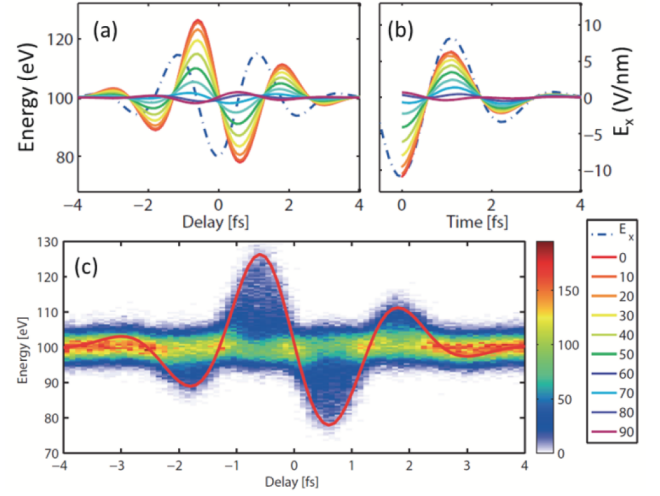 (a)
Energy (eV)
120
100
80
−4 −2 0 2 4
Delay [fs]
(b)
10
5
0
−5
−10
E_x (V/nm)
0 2 4
Time [fs]
(c)
Energy [eV]
130
120
110
100
90
80
70
−4 −3 −2 −1 0 1 2 3 4
Delay [fs]
150
100
50
0
E_x
0
10
20
30
40
50
60
70
80
90